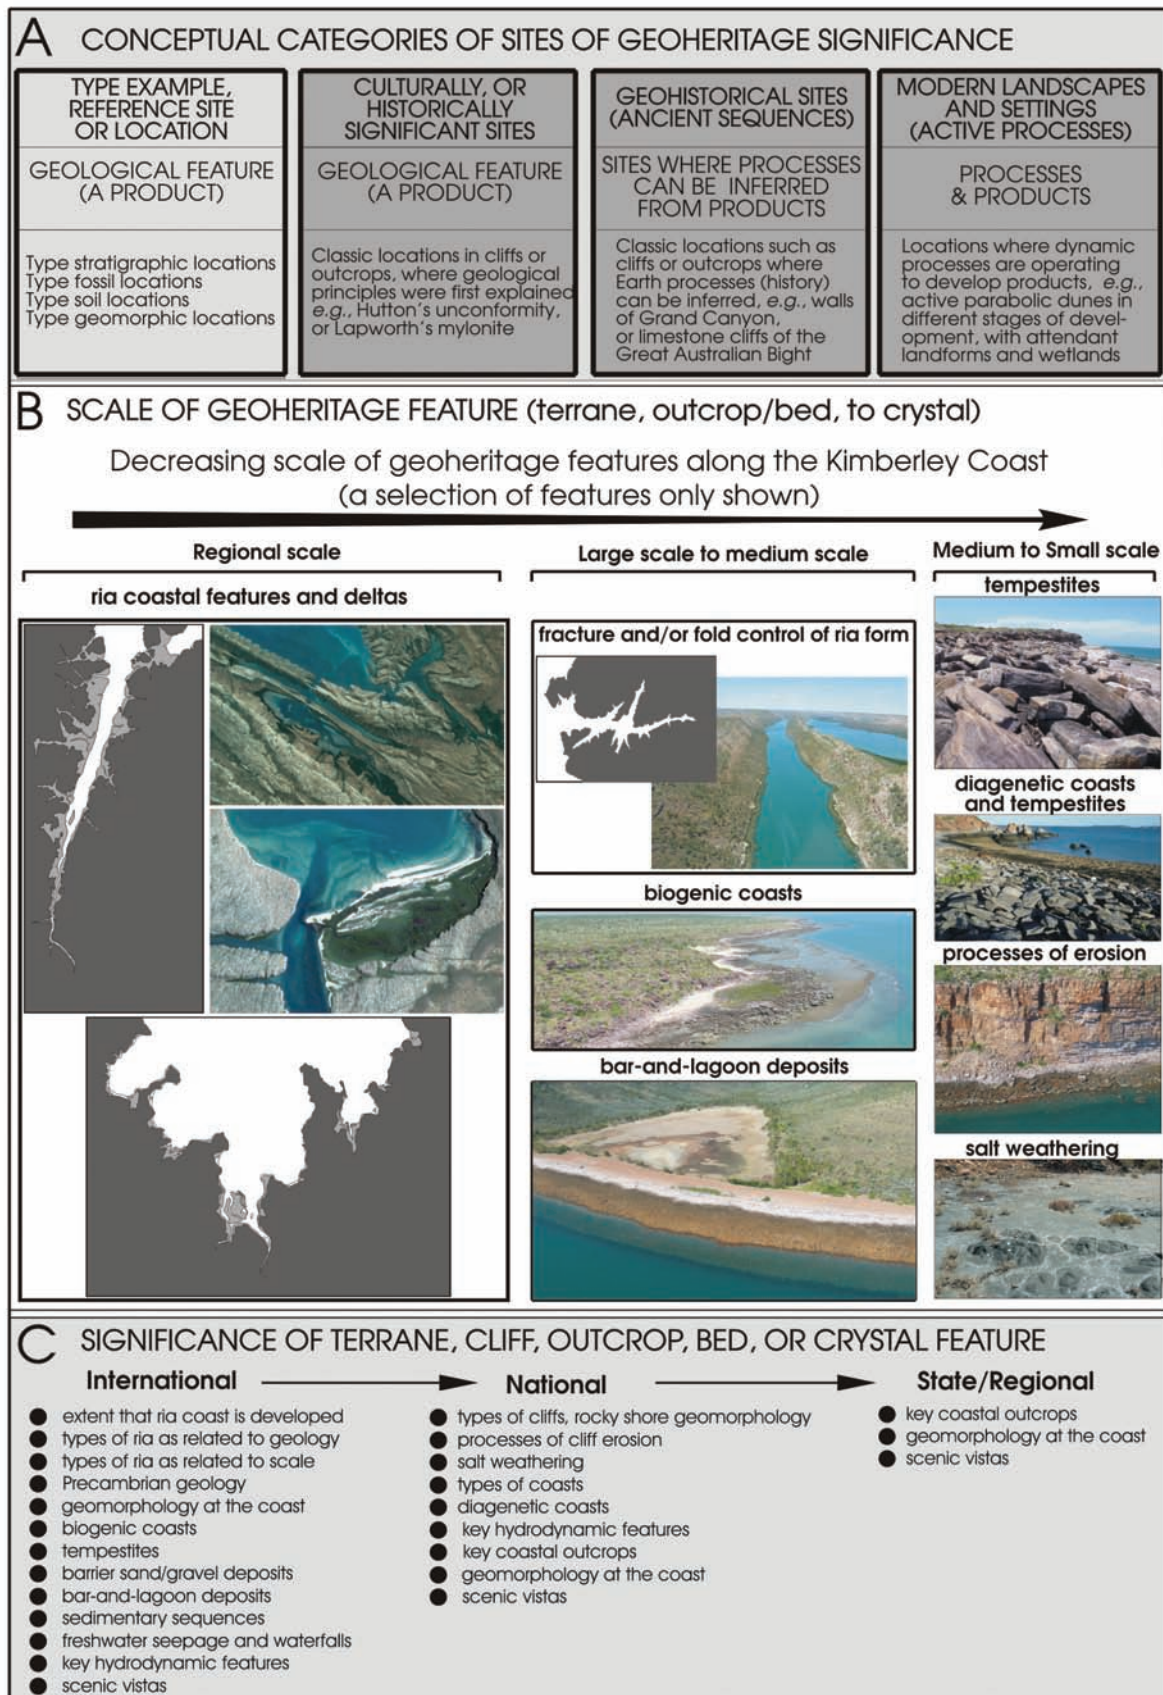 A CONCEPTUAL CATEGORIES OF SITES OF GEOHERITAGE SIGNIFICANCE
TYPE EXAMPLE,
REFERENCE SITE
OR LOCATION
GEOLOGICAL FEATURE
(A PRODUCT)
Type stratigraphic locations
Type fossil locations
Type soil locations
Type geomorphic locations
CULTURALLY, OR
HISTORICALLY
SIGNIFICANT SITES
GEOLOGICAL FEATURE
(A PRODUCT)
Classic locations in cliffs or
outcrops, where geological
principles were first explained
e.g., Hutton's unconformity,
or Lapworth's mylonite
GEOHISTORICAL SITES
(ANCIENT SEQUENCES)
SITES WHERE PROCESSES
CAN BE INFERRED
FROM PRODUCTS
Classic locations such as
cliffs or outcrops where
Earth processes (history)
can be inferred, e.g., walls
of Grand Canyon,
or limestone cliffs of the
Great Australian Bight
MODERN LANDSCAPES
AND SETTINGS
(ACTIVE PROCESSES)
PROCESSES
& PRODUCTS
Locations where dynamic
processes are operating
to develop products, e.g.,
active parabolic dunes in
different stages of devel-
opment, with attendant
landforms and wetlands
B SCALE OF GEOHERITAGE FEATURE (terrane, outcrop/bed, to crystal)
Decreasing scale of geoheritage features along the Kimberley Coast
(a selection of features only shown)
Regional scale
ria coastal features and deltas
Large scale to medium scale
fracture and/or fold control of ria form
biogenic coasts
bar-and-lagoon deposits
Medium to Small scale
tempestites
diagenetic coasts
and tempestites
processes of erosion
salt weathering
C SIGNIFICANCE OF TERRANE, CLIFF, OUTCROP, BED, OR CRYSTAL FEATURE
International
● extent that ria coast is developed
● types of ria as related to geology
● types of ria as related to scale
● Precambrian geology
● geomorphology at the coast
● biogenic coasts
● tempestites
● barrier sand/gravel deposits
● bar-and-lagoon deposits
● sedimentary sequences
● freshwater seepage and waterfalls
● key hydrodynamic features
● scenic vistas
National
● types of cliffs, rocky shore geomorphology
● processes of cliff erosion
● salt weathering
● types of coasts
● diagenetic coasts
● key hydrodynamic features
● key coastal outcrops
● geomorphology at the coast
● scenic vistas
State/Regional
● key coastal outcrops
● geomorphology at the coast
● scenic vistas